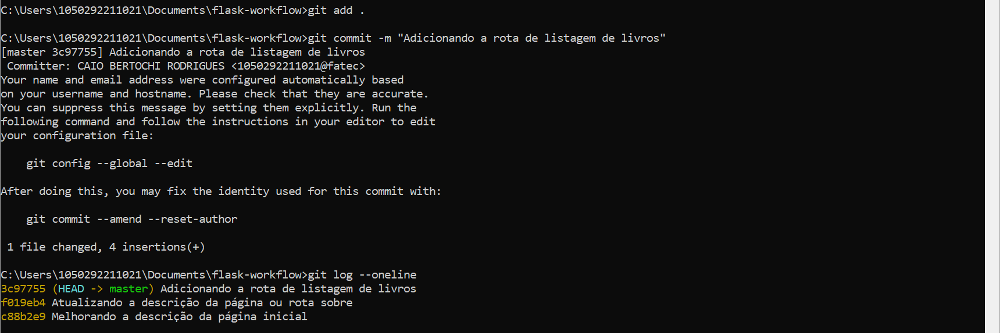 C:\Users\1050292211021\Documents\flask-workflow>git add .
C:\Users\1050292211021\Documents\flask-workflow>git commit -m "Adicionando a rota de listagem de livros"
[master 3c97755] Adicionando a rota de listagem de livros
Committer: CAIO BERTOCHI RODRIGUES <1050292211021@fatec>
Your name and email address were configured automatically based
on your username and hostname. Please check that they are accurate.
You can suppress this message by setting them explicitly. Run the
following command and follow the instructions in your editor to edit
your configuration file:
git config --global --edit
After doing this, you may fix the identity used for this commit with:
git commit --amend --reset-author
1 file changed, 4 insertions(+)
C:\Users\1050292211021\Documents\flask-workflow>git log --oneline
3c97755 (HEAD -> master) Adicionando a rota de listagem de livros
f019eb4 Atualizando a descrição da página ou rota sobre
c88b2e9 Melhorando a descrição da página inicial